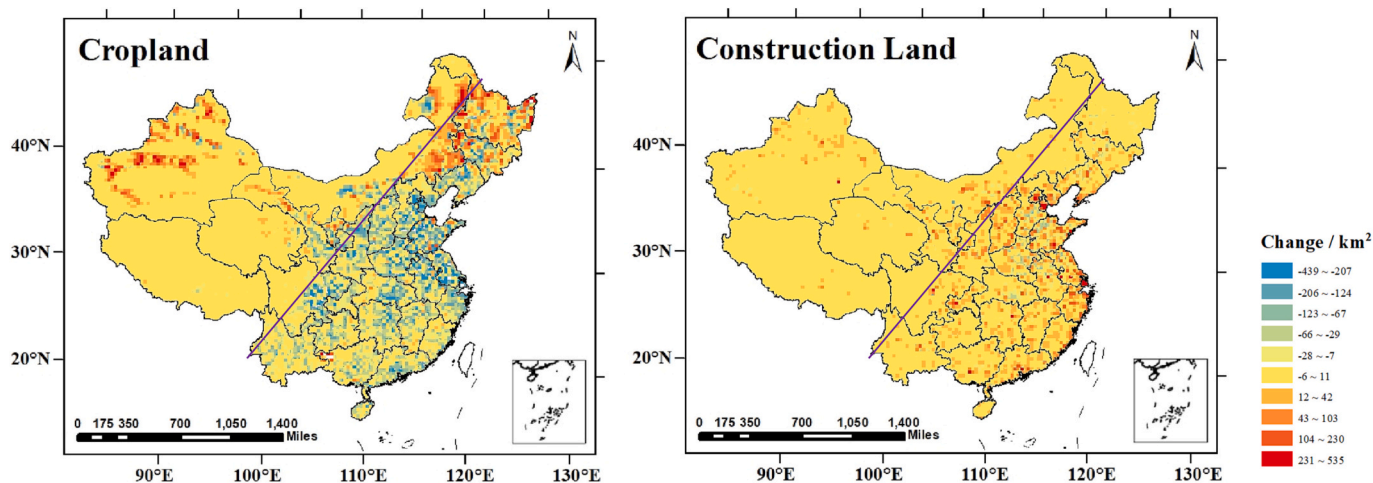 Cropland
N
40°N
30°N
20°N
0 175 350 700 1,050 1,400
Miles
90°E 100°E 110°E 120°E 130°E
Construction Land
N
40°N
30°N
20°N
0 175 350 700 1,050 1,400
Miles
90°E 100°E 110°E 120°E 130°E
Change / km²
-439 ~ -207
-206 ~ -124
-123 ~ -67
-66 ~ -29
-28 ~ -7
-6 ~ 11
12 ~ 42
43 ~ 103
104 ~ 230
231 ~ 535